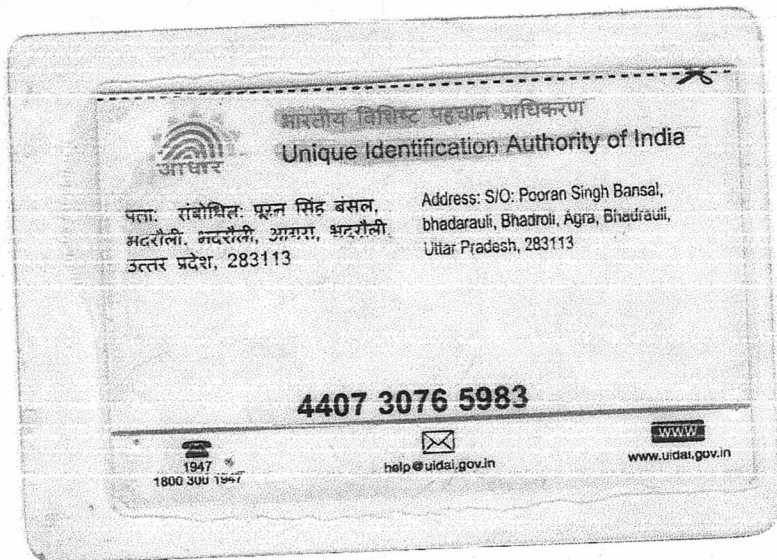 भारतीय विशिष्ट पहचान प्राधिकरण
Unique Identification Authority of India
आधार
पता: संबोधित: पूरन सिंह बंसल,
भदरौली, भदरौली, आगरा, भदरौली,
उत्तर प्रदेश, 283113
Address: S/O: Pooran Singh Bansal,
bhadarauli, Bhadroli, Agra, Bhadrauli,
Uttar Pradesh, 283113
4407 3076 5983
1947
1800 300 1947
help@uidai.gov.in
www
www.uidai.gov.in